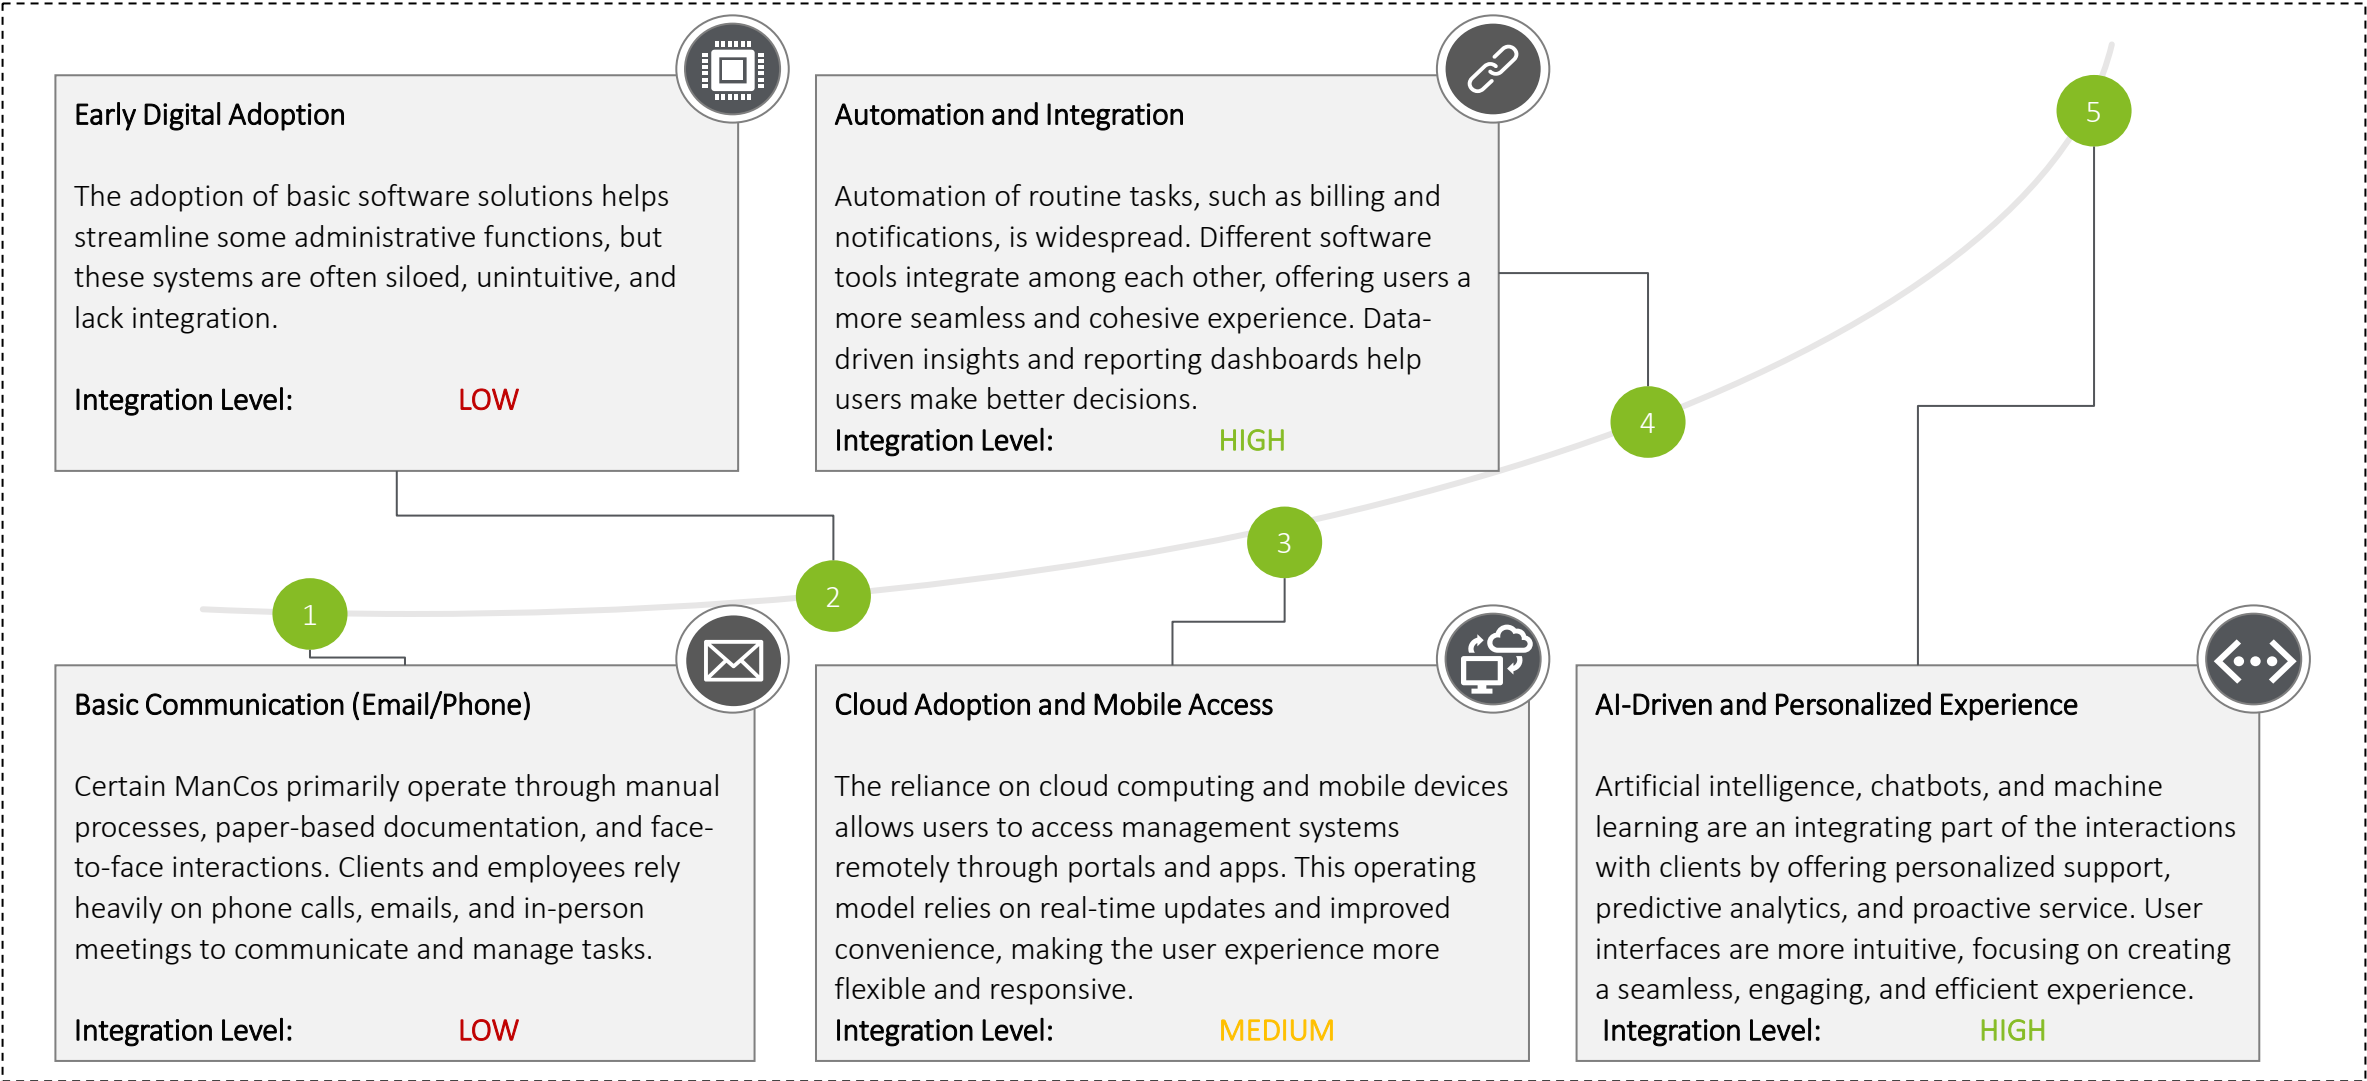 Early Digital Adoption
The adoption of basic software solutions helps
streamline some administrative functions, but
these systems are often siloed, unintuitive, and
lack integration.
Integration Level: LOW
Automation and Integration
Automation of routine tasks, such as billing and
notifications, is widespread. Different software
tools integrate among each other, offering users a
more seamless and cohesive experience. Data-
driven insights and reporting dashboards help
users make better decisions.
Integration Level: HIGH
5
4
3
2
1
Basic Communication (Email/Phone)
Certain ManCos primarily operate through manual
processes, paper-based documentation, and face-
to-face interactions. Clients and employees rely
heavily on phone calls, emails, and in-person
meetings to communicate and manage tasks.
Integration Level: LOW
Cloud Adoption and Mobile Access
The reliance on cloud computing and mobile devices
allows users to access management systems
remotely through portals and apps. This operating
model relies on real-time updates and improved
convenience, making the user experience more
flexible and responsive.
Integration Level: MEDIUM
AI-Driven and Personalized Experience
Artificial intelligence, chatbots, and machine
learning are an integrating part of the interactions
with clients by offering personalized support,
predictive analytics, and proactive service. User
interfaces are more intuitive, focusing on creating
a seamless, engaging, and efficient experience.
Integration Level: HIGH